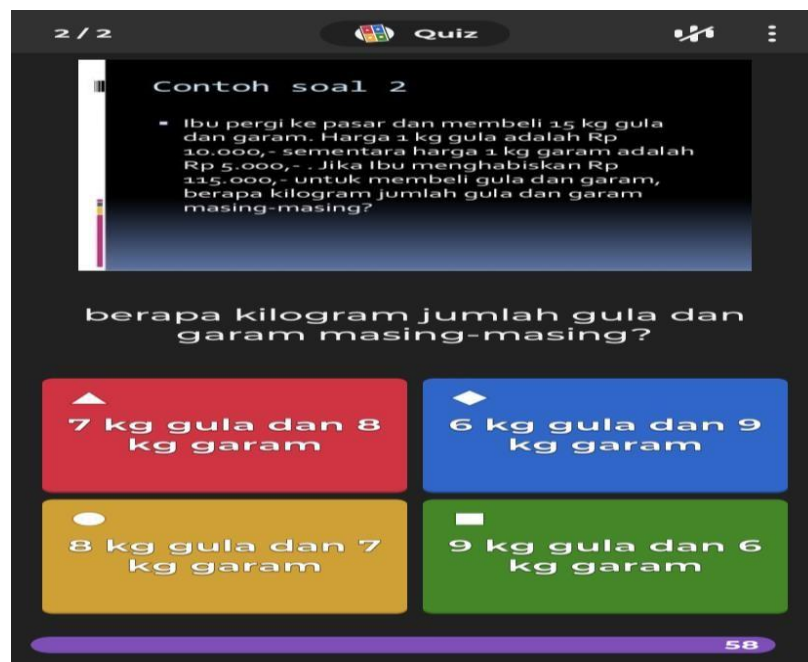 2 / 2
Quiz
Contoh soal 2
Ibu pergi ke pasar dan membeli 15 kg gula
dan garam. Harga 1 kg gula adalah Rp
10.000,- sementara harga 1 kg garam adalah
Rp 5.000,- . Jika Ibu menghabiskan Rp
115.000,- untuk membeli gula dan garam,
berapa kilogram jumlah gula dan garam
masing-masing?
berapa kilogram jumlah gula dan
garam masing-masing?
7 kg gula dan 8
kg garam
6 kg gula dan 9
kg garam
8 kg gula dan 7
kg garam
9 kg gula dan 6
kg garam
58